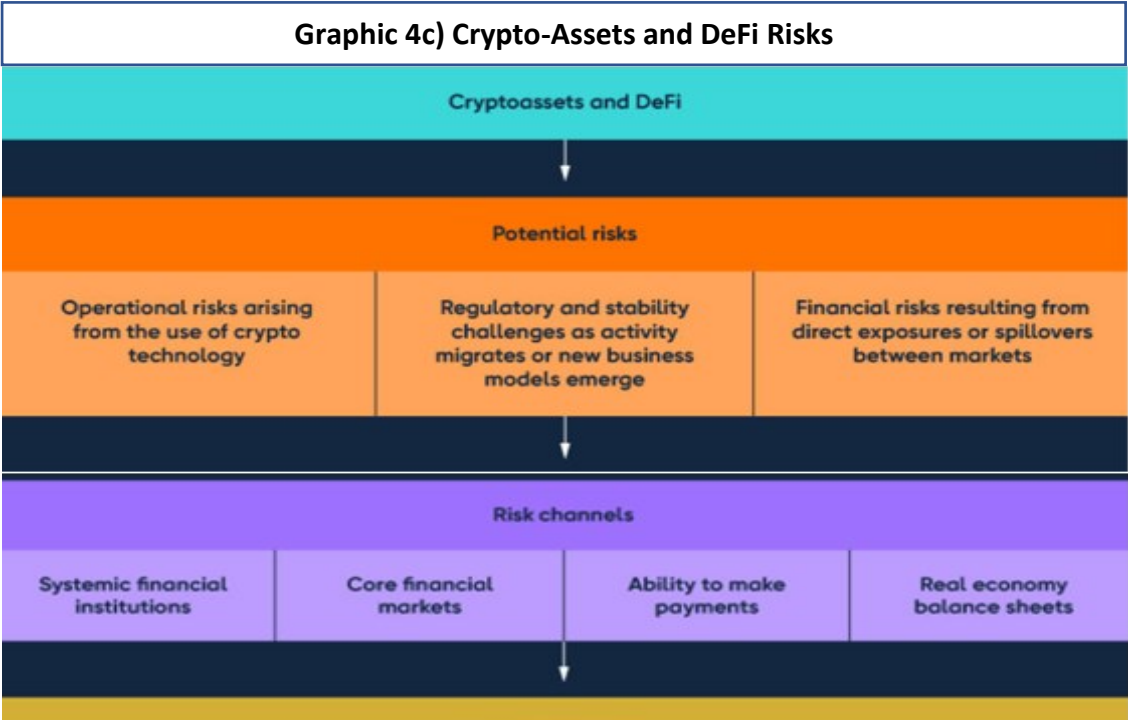 Graphic 4c) Crypto-Assets and DeFi Risks
Cryptoassets and DeFi
Potential risks
Operational risks arising
from the use of crypto
technology
Regulatory and stability
challenges as activity
migrates or new business
models emerge
Financial risks resulting from
direct exposures or spillovers
between markets
Risk channels
Systemic financial
institutions
Core financial
markets
Ability to make
payments
Real economy
balance sheets